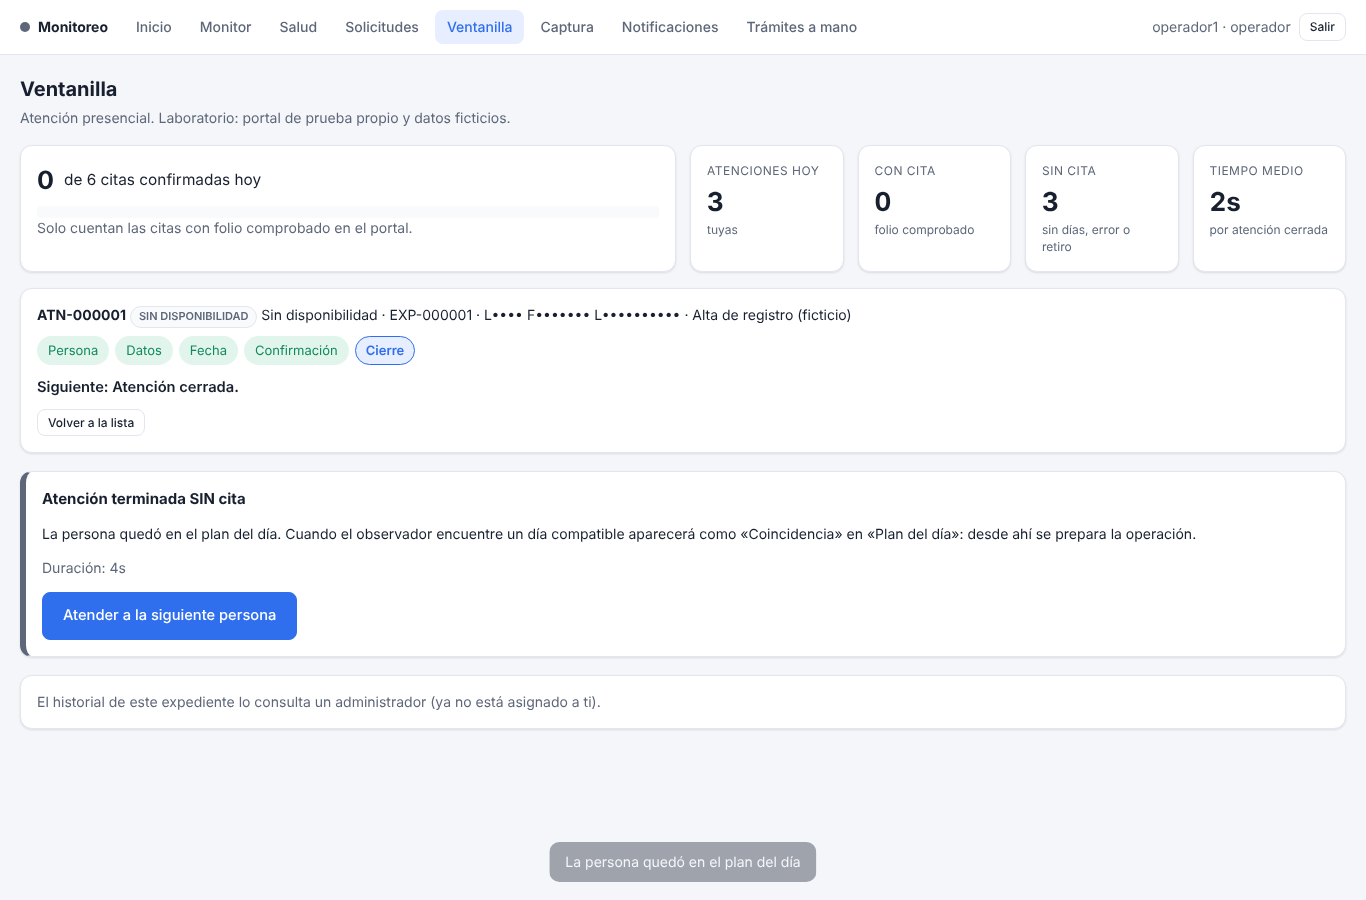 Monitoreo Inicio Monitor Salud Solicitudes Ventanilla Captura Notificaciones Trámites a mano operador1 · operador Salir
Ventanilla
Atención presencial. Laboratorio: portal de prueba propio y datos ficticios.
0 de 6 citas confirmadas hoy
Solo cuentan las citas con folio comprobado en el portal.
ATENCIONES HOY
3
tuyas
CON CITA
0
folio comprobado
SIN CITA
3
sin días, error o
retiro
TIEMPO MEDIO
2s
por atención cerrada
ATN-000001 SIN DISPONIBILIDAD Sin disponibilidad · EXP-000001 · L•••• F••••••• L•••••••••• · Alta de registro (ficticio)
Persona Datos Fecha Confirmación Cierre
Siguiente: Atención cerrada.
Volver a la lista
Atención terminada SIN cita
La persona quedó en el plan del día. Cuando el observador encuentre un día compatible aparecerá como «Coincidencia» en «Plan del día»: desde ahí se prepara la operación.
Duración: 4s
Atender a la siguiente persona
El historial de este expediente lo consulta un administrador (ya no está asignado a ti).
La persona quedó en el plan del día